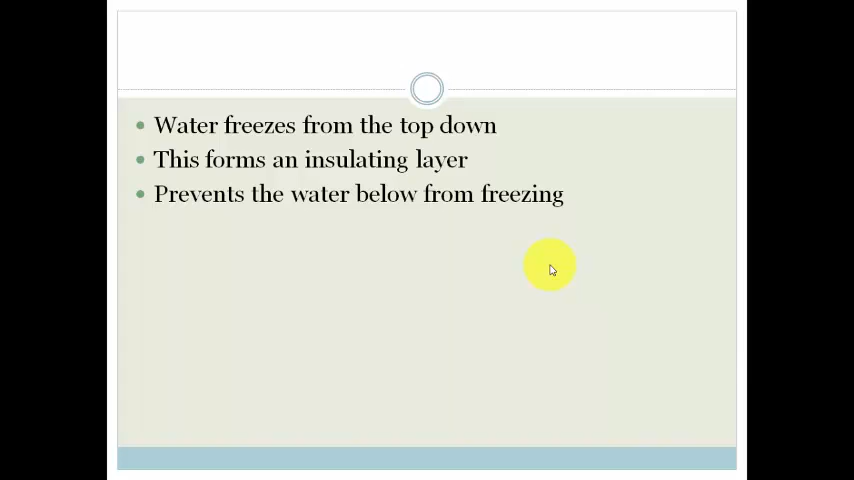 Water freezes from the top down
This forms an insulating layer
Prevents the water below from freezing